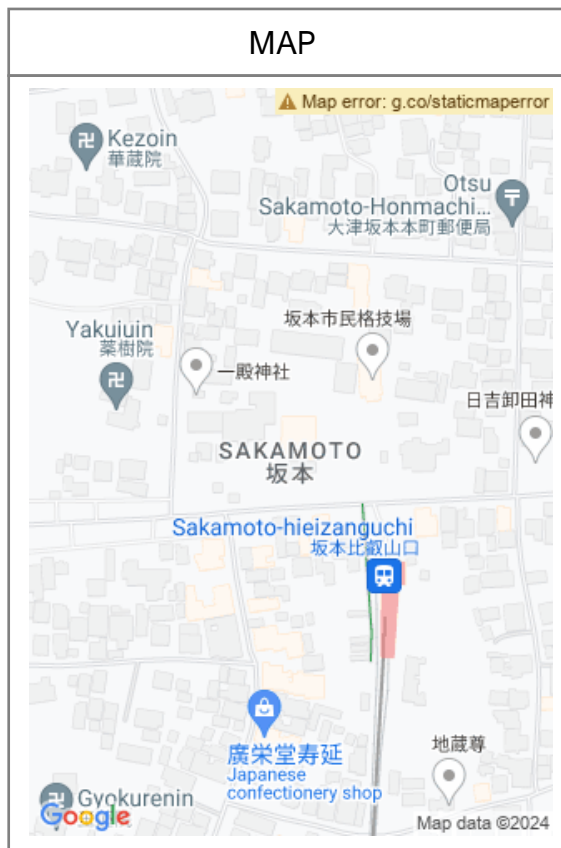 MAP
Map error: g.co/staticmaperror
Kezoin
華蔵院
Otsu
Sakamoto-Honmachi...
大津坂本本町郵便局
坂本市民格技場
Yakuiuin
薬樹院
一殿神社
日吉御田神
SAKAMOTO
坂本
Sakamoto-hieizanguchi
坂本比叡山口
廣栄堂寿延
Japanese
confectionery shop
地蔵尊
Gyokurenin
Google
Map data ©2024